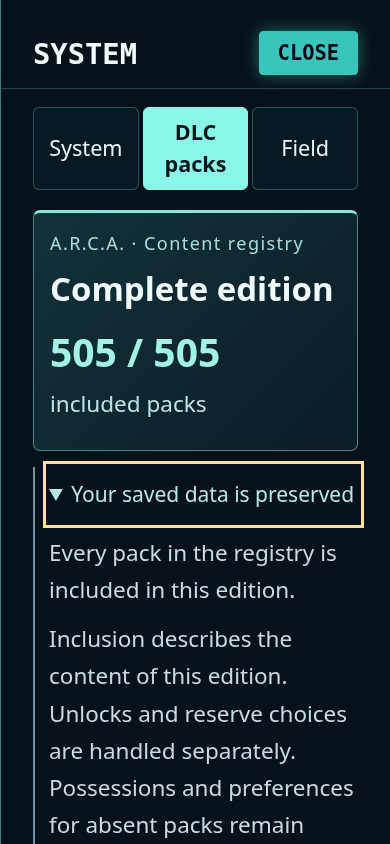 SYSTEM
CLOSE
System
DLC
packs
Field
A.R.C.A. · Content registry
Complete edition
505 / 505
included packs
▼ Your saved data is preserved
Every pack in the registry is
included in this edition.
Inclusion describes the
content of this edition.
Unlocks and reserve choices
are handled separately.
Possessions and preferences
for absent packs remain